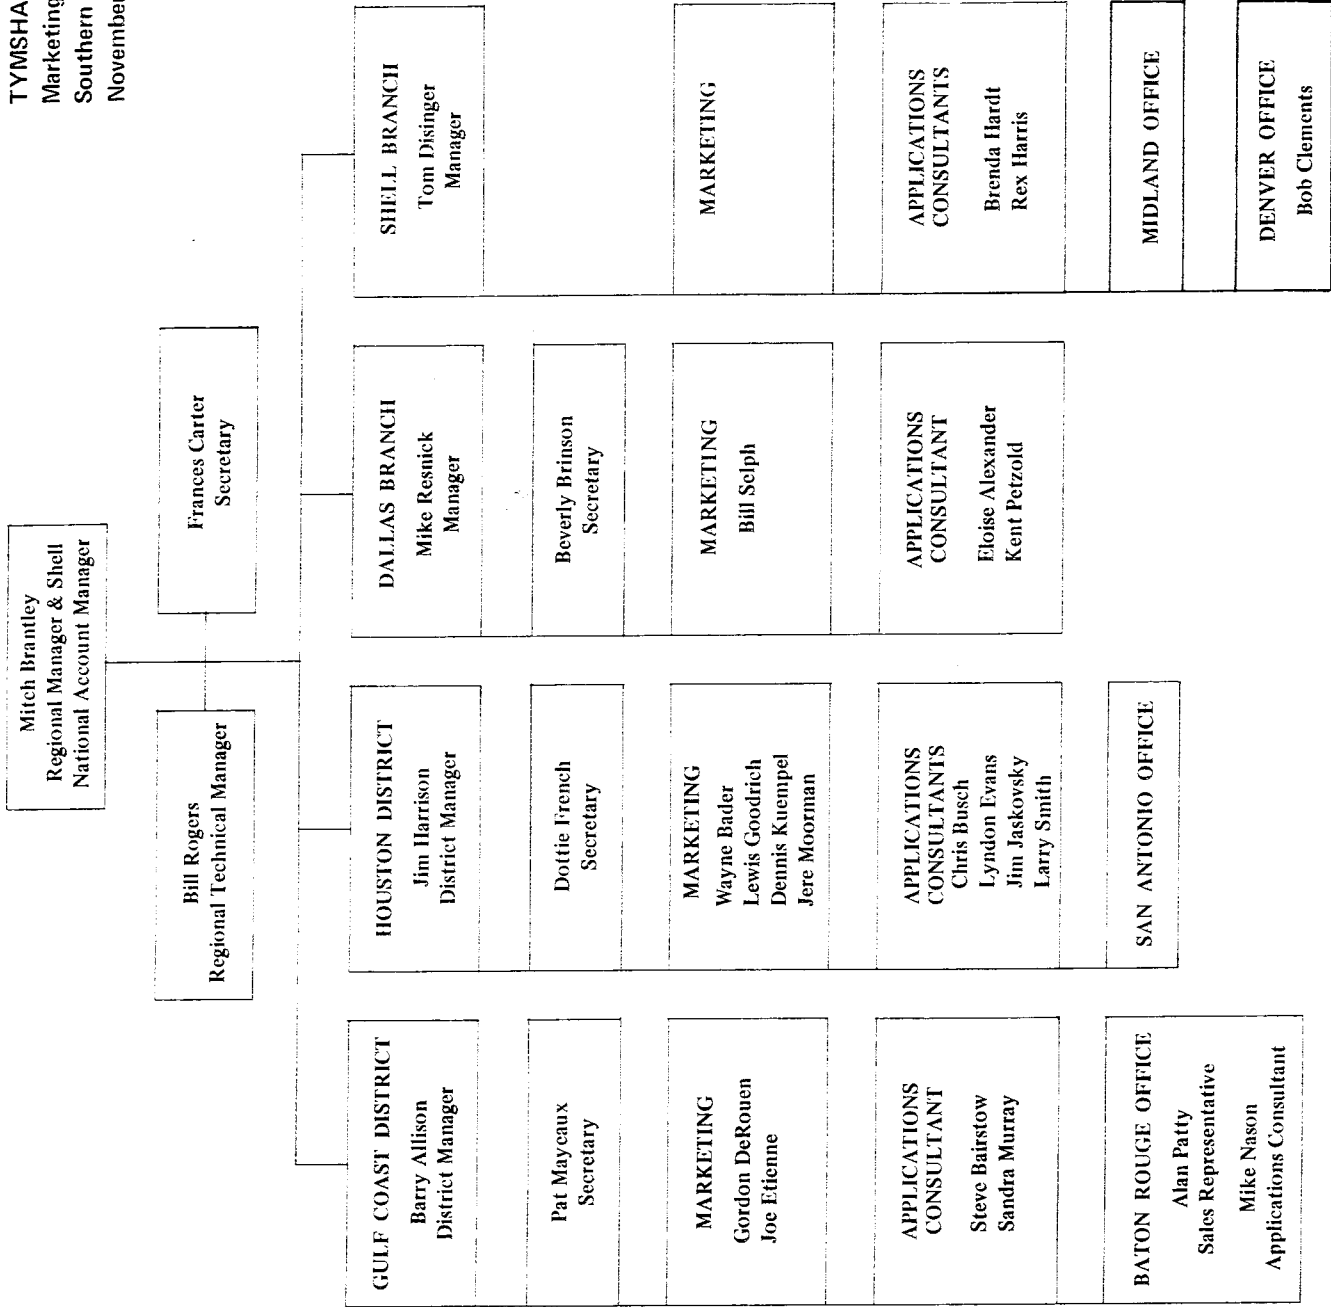 TYMSHA
Marketing
Southern
November
Mitch Brantley
Regional Manager & Shell
National Account Manager
Bill Rogers
Regional Technical Manager
Frances Carter
Secretary
GULF COAST DISTRICT
Barry Allison
District Manager
Pat Maycaux
Secretary
MARKETING
Gordon DeRouen
Joe Etienne
APPLICATIONS
CONSULTANT
Steve Bairstow
Sandra Murray
BATON ROUGE OFFICE
Alan Patty
Sales Representative
Mike Nason
Applications Consultant
HOUSTON DISTRICT
Jim Harrison
District Manager
Dottie French
Secretary
MARKETING
Wayne Bader
Lewis Goodrich
Dennis Kuempel
Jere Moorman
APPLICATIONS
CONSULTANTS
Chris Busch
Lyndon Evans
Jim Jaskovsky
Larry Smith
SAN ANTONIO OFFICE
DALLAS BRANCH
Mike Resnick
Manager
Beverly Brinson
Secretary
MARKETING
Bill Selph
APPLICATIONS
CONSULTANT
Eloise Alexander
Kent Petzold
SHELL BRANCH
Tom Disinger
Manager
MARKETING
APPLICATIONS
CONSULTANTS
Brenda Hardt
Rex Harris
MIDLAND OFFICE
DENVER OFFICE
Bob Clements